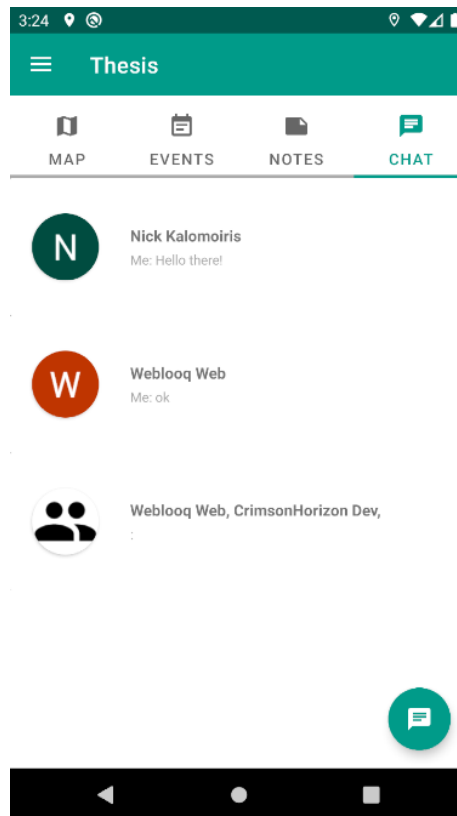 3:24
Thesis
MAP EVENTS NOTES CHAT
N
Nick Kalomoiris
Me: Hello there!
W
Weblooq Web
Me: ok
Weblooq Web, CrimsonHorizon Dev,
: